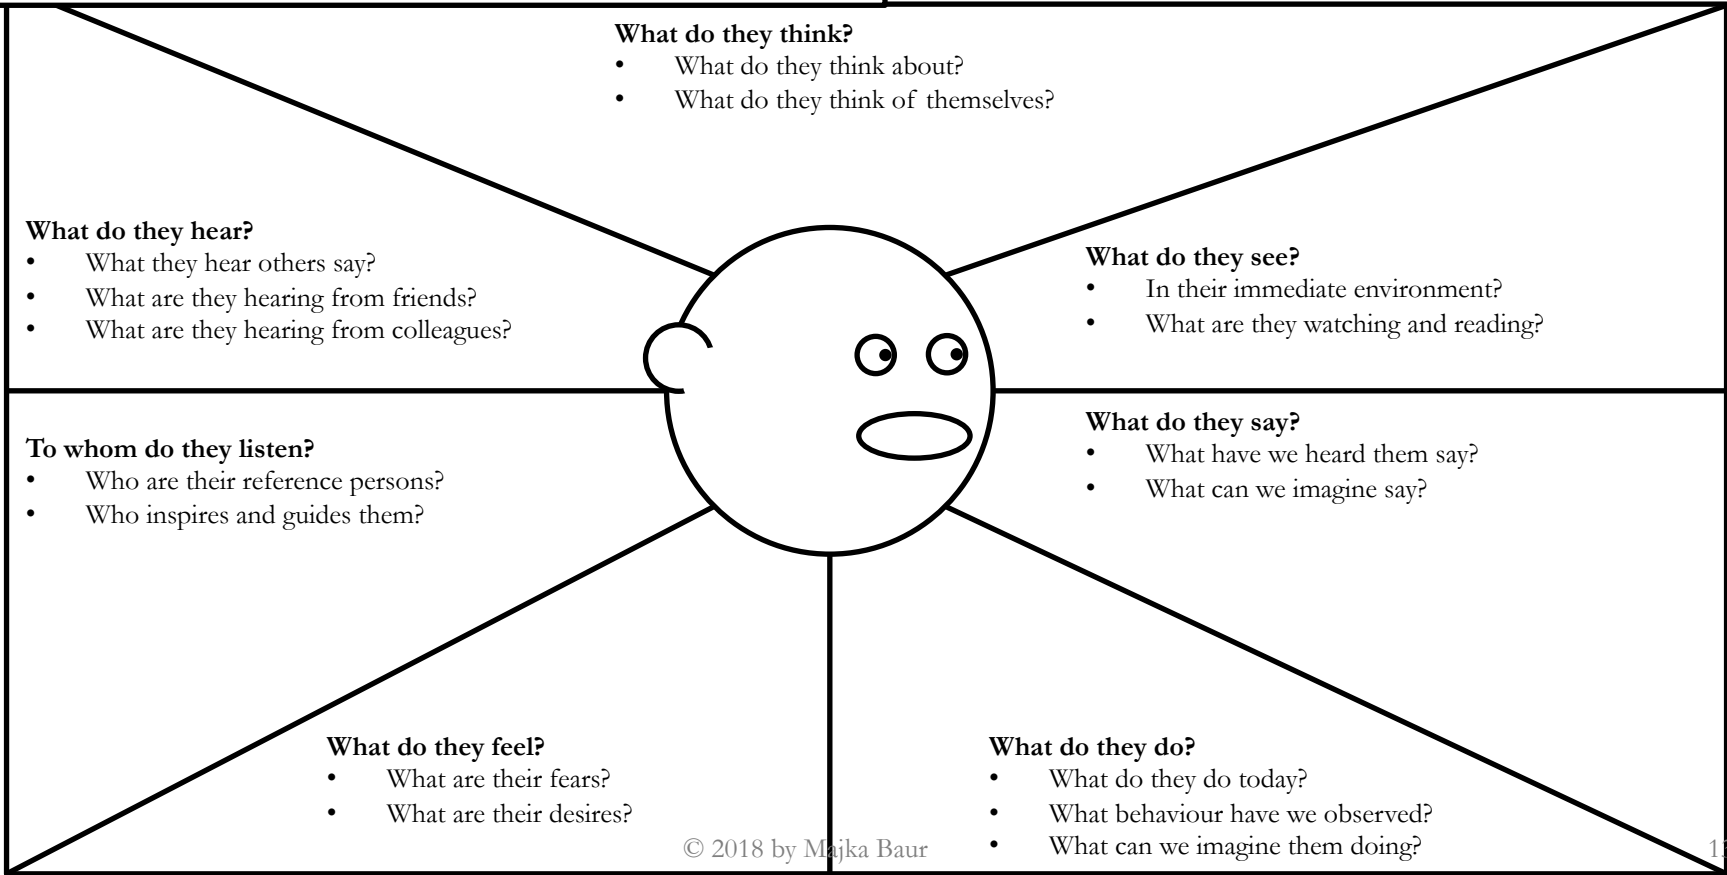 What do they think?
• What do they think about?
• What do they think of themselves?
What do they hear?
• What they hear others say?
• What are they hearing from friends?
• What are they hearing from colleagues?
What do they see?
• In their immediate environment?
• What are they watching and reading?
To whom do they listen?
• Who are their reference persons?
• Who inspires and guides them?
What do they say?
• What have we heard them say?
• What can we imagine say?
What do they feel?
• What are their fears?
• What are their desires?
What do they do?
• What do they do today?
• What behaviour have we observed?
• What can we imagine them doing?
© 2018 by Majka Baur